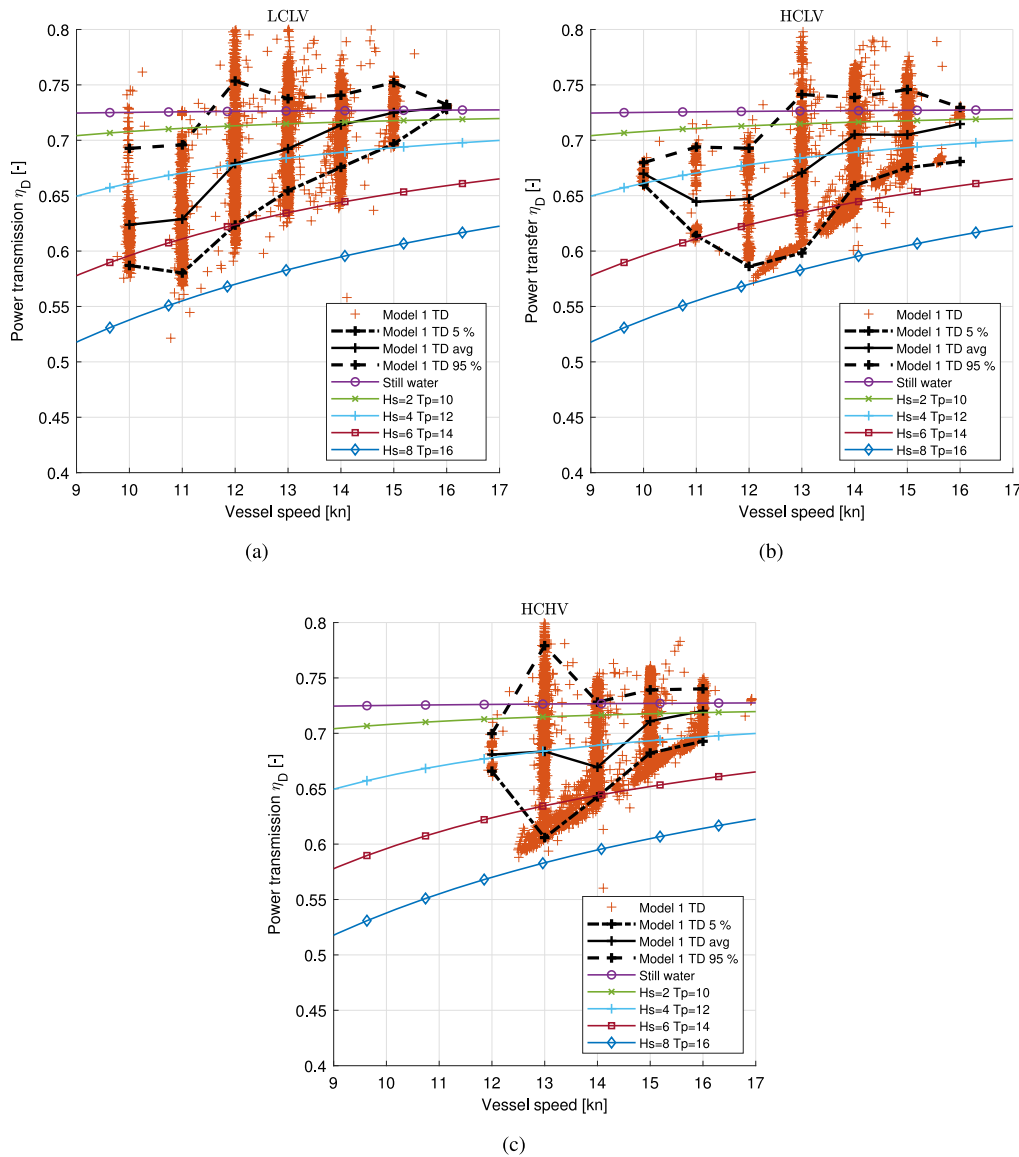 LCLV
0.8
0.75
0.7
0.65
0.6
0.55
0.5
0.45
0.4
Power transmission η_D [-]
Model 1 TD
Model 1 TD 5 %
Model 1 TD avg
Model 1 TD 95 %
Still water
Hs=2 Tp=10
Hs=4 Tp=12
Hs=6 Tp=14
Hs=8 Tp=16
9 10 11 12 13 14 15 16 17
Vessel speed [kn]
(a)
HCLV
0.8
0.75
0.7
0.65
0.6
0.55
0.5
0.45
0.4
Power transfer η_D [-]
Model 1 TD
Model 1 TD 5 %
Model 1 TD avg
Model 1 TD 95 %
Still water
Hs=2 Tp=10
Hs=4 Tp=12
Hs=6 Tp=14
Hs=8 Tp=16
9 10 11 12 13 14 15 16 17
Vessel speed [kn]
(b)
HCHV
0.8
0.75
0.7
0.65
0.6
0.55
0.5
0.45
0.4
Power transmission η_D [-]
Model 1 TD
Model 1 TD 5 %
Model 1 TD avg
Model 1 TD 95 %
Still water
Hs=2 Tp=10
Hs=4 Tp=12
Hs=6 Tp=14
Hs=8 Tp=16
9 10 11 12 13 14 15 16 17
Vessel speed [kn]
(c)